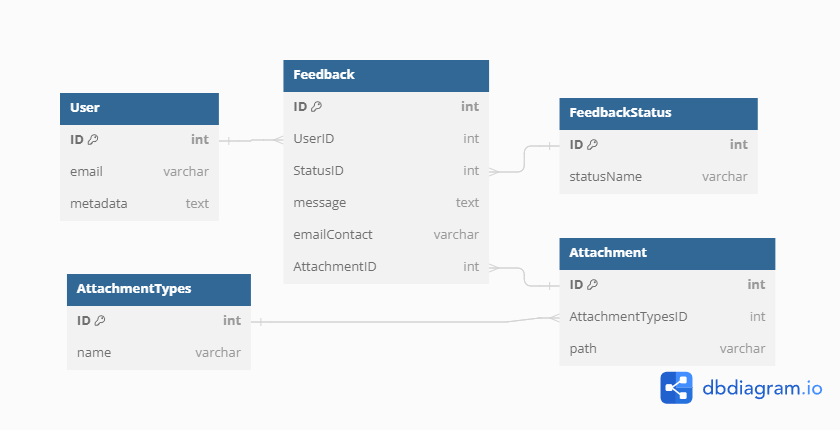 User
ID int
email varchar
metadata text
Feedback
ID int
UserID int
StatusID int
message text
emailContact varchar
AttachmentID int
FeedbackStatus
ID int
statusName varchar
AttachmentTypes
ID int
name varchar
Attachment
ID int
AttachmentTypesID int
path varchar
dbdiagram.io